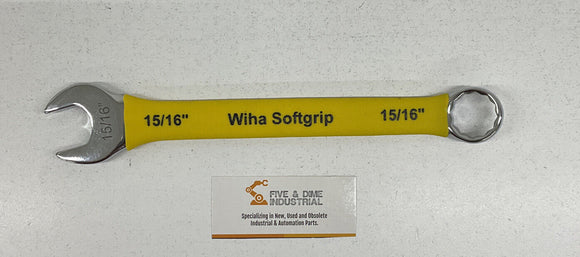 15/16"
15/16" Wiha Softgrip 15/16"
FIVE & DIME
INDUSTRIAL
Specializing in New, Used and Obsolete
Industrial & Automation Parts.